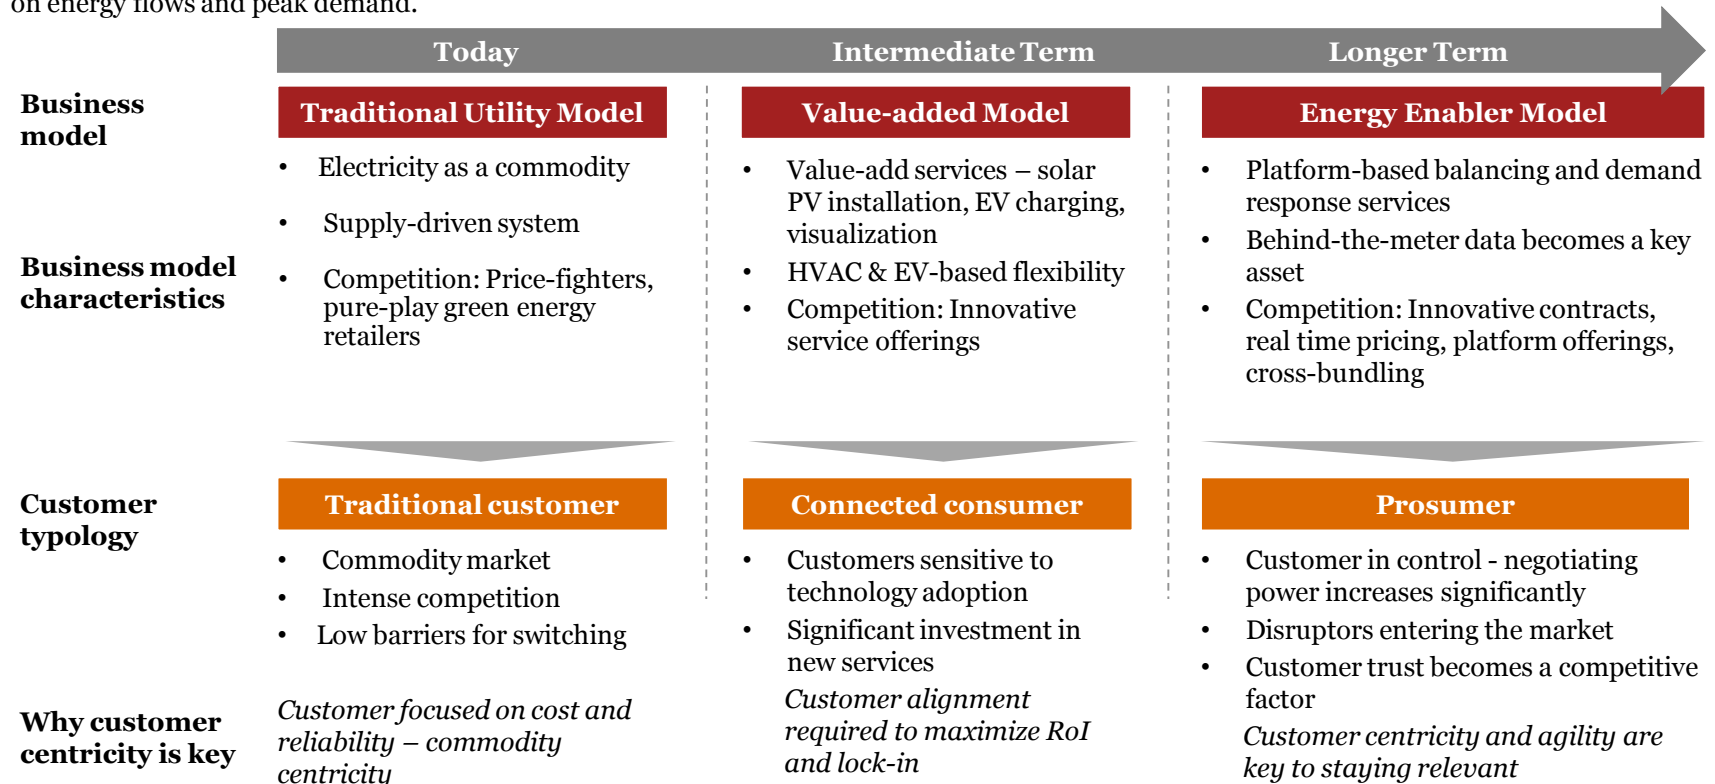 on energy flows and peak demand.
Today
Intermediate Term
Longer Term
Business
model
Traditional Utility Model
Value-added Model
Energy Enabler Model
Business model
characteristics
• Electricity as a commodity
• Supply-driven system
• Competition: Price-fighters,
pure-play green energy
retailers
• Value-add services – solar
PV installation, EV charging,
visualization
• HVAC & EV-based flexibility
• Competition: Innovative
service offerings
• Platform-based balancing and demand
response services
• Behind-the-meter data becomes a key
asset
• Competition: Innovative contracts,
real time pricing, platform offerings,
cross-bundling
Customer
typology
Traditional customer
Connected consumer
Prosumer
• Commodity market
• Intense competition
• Low barriers for switching
• Customers sensitive to
technology adoption
• Significant investment in
new services
• Customer in control - negotiating
power increases significantly
• Disruptors entering the market
• Customer trust becomes a competitive
factor
Why customer
centricity is key
Customer focused on cost and
reliability – commodity
centricity
Customer alignment
required to maximize RoI
and lock-in
Customer centricity and agility are
key to staying relevant